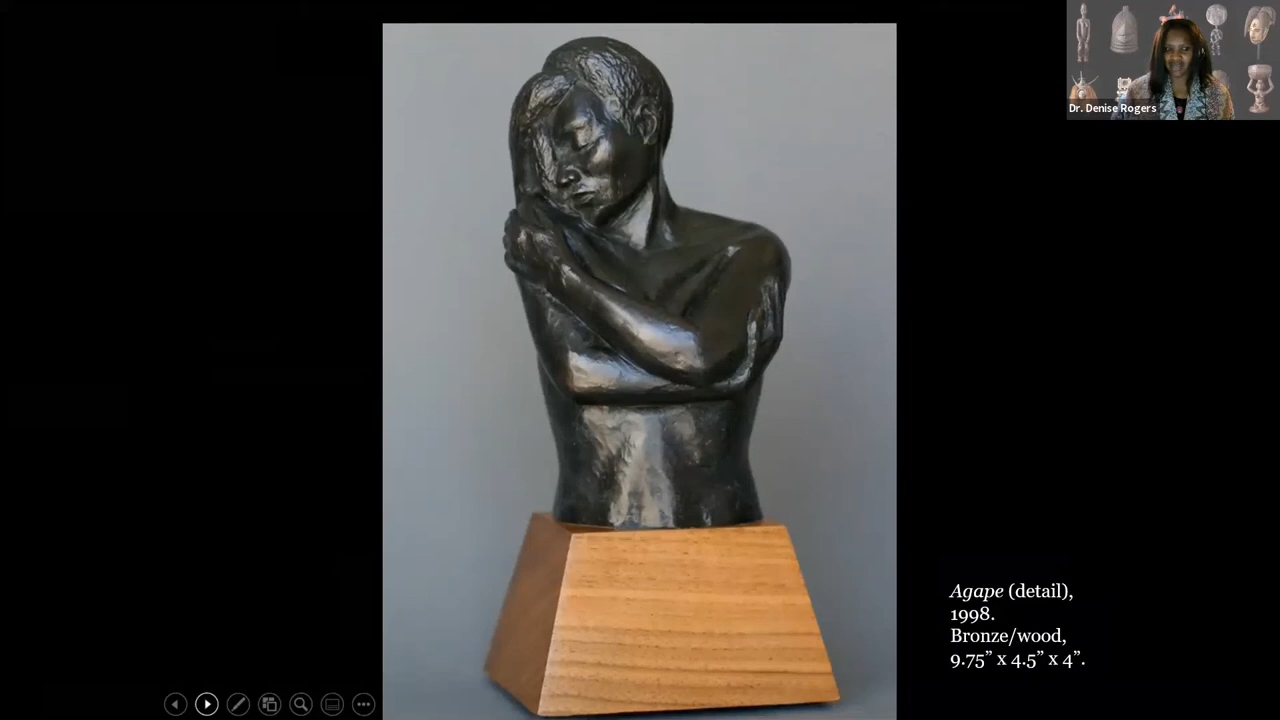 Dr. Denise Rogers
Agape (detail),
1998.
Bronze/wood,
9.75” x 4.5” x 4”.